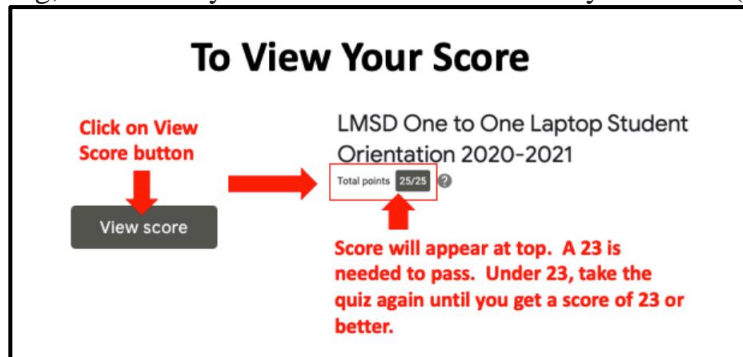 To View Your Score
Click on View
Score button
View score
LMSD One to One Laptop Student
Orientation 2020-2021
Total points 25/25 ?
Score will appear at top. A 23 is
needed to pass. Under 23, take the
quiz again until you get a score of 23 or
better.